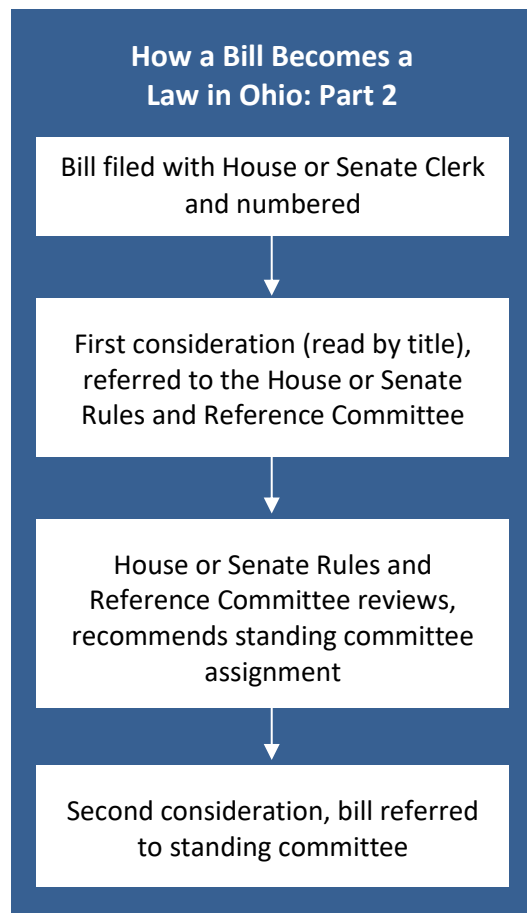 How a Bill Becomes a
Law in Ohio: Part 2
Bill filed with House or Senate Clerk
and numbered
First consideration (read by title),
referred to the House or Senate
Rules and Reference Committee
House or Senate Rules and
Reference Committee reviews,
recommends standing committee
assignment
Second consideration, bill referred
to standing committee